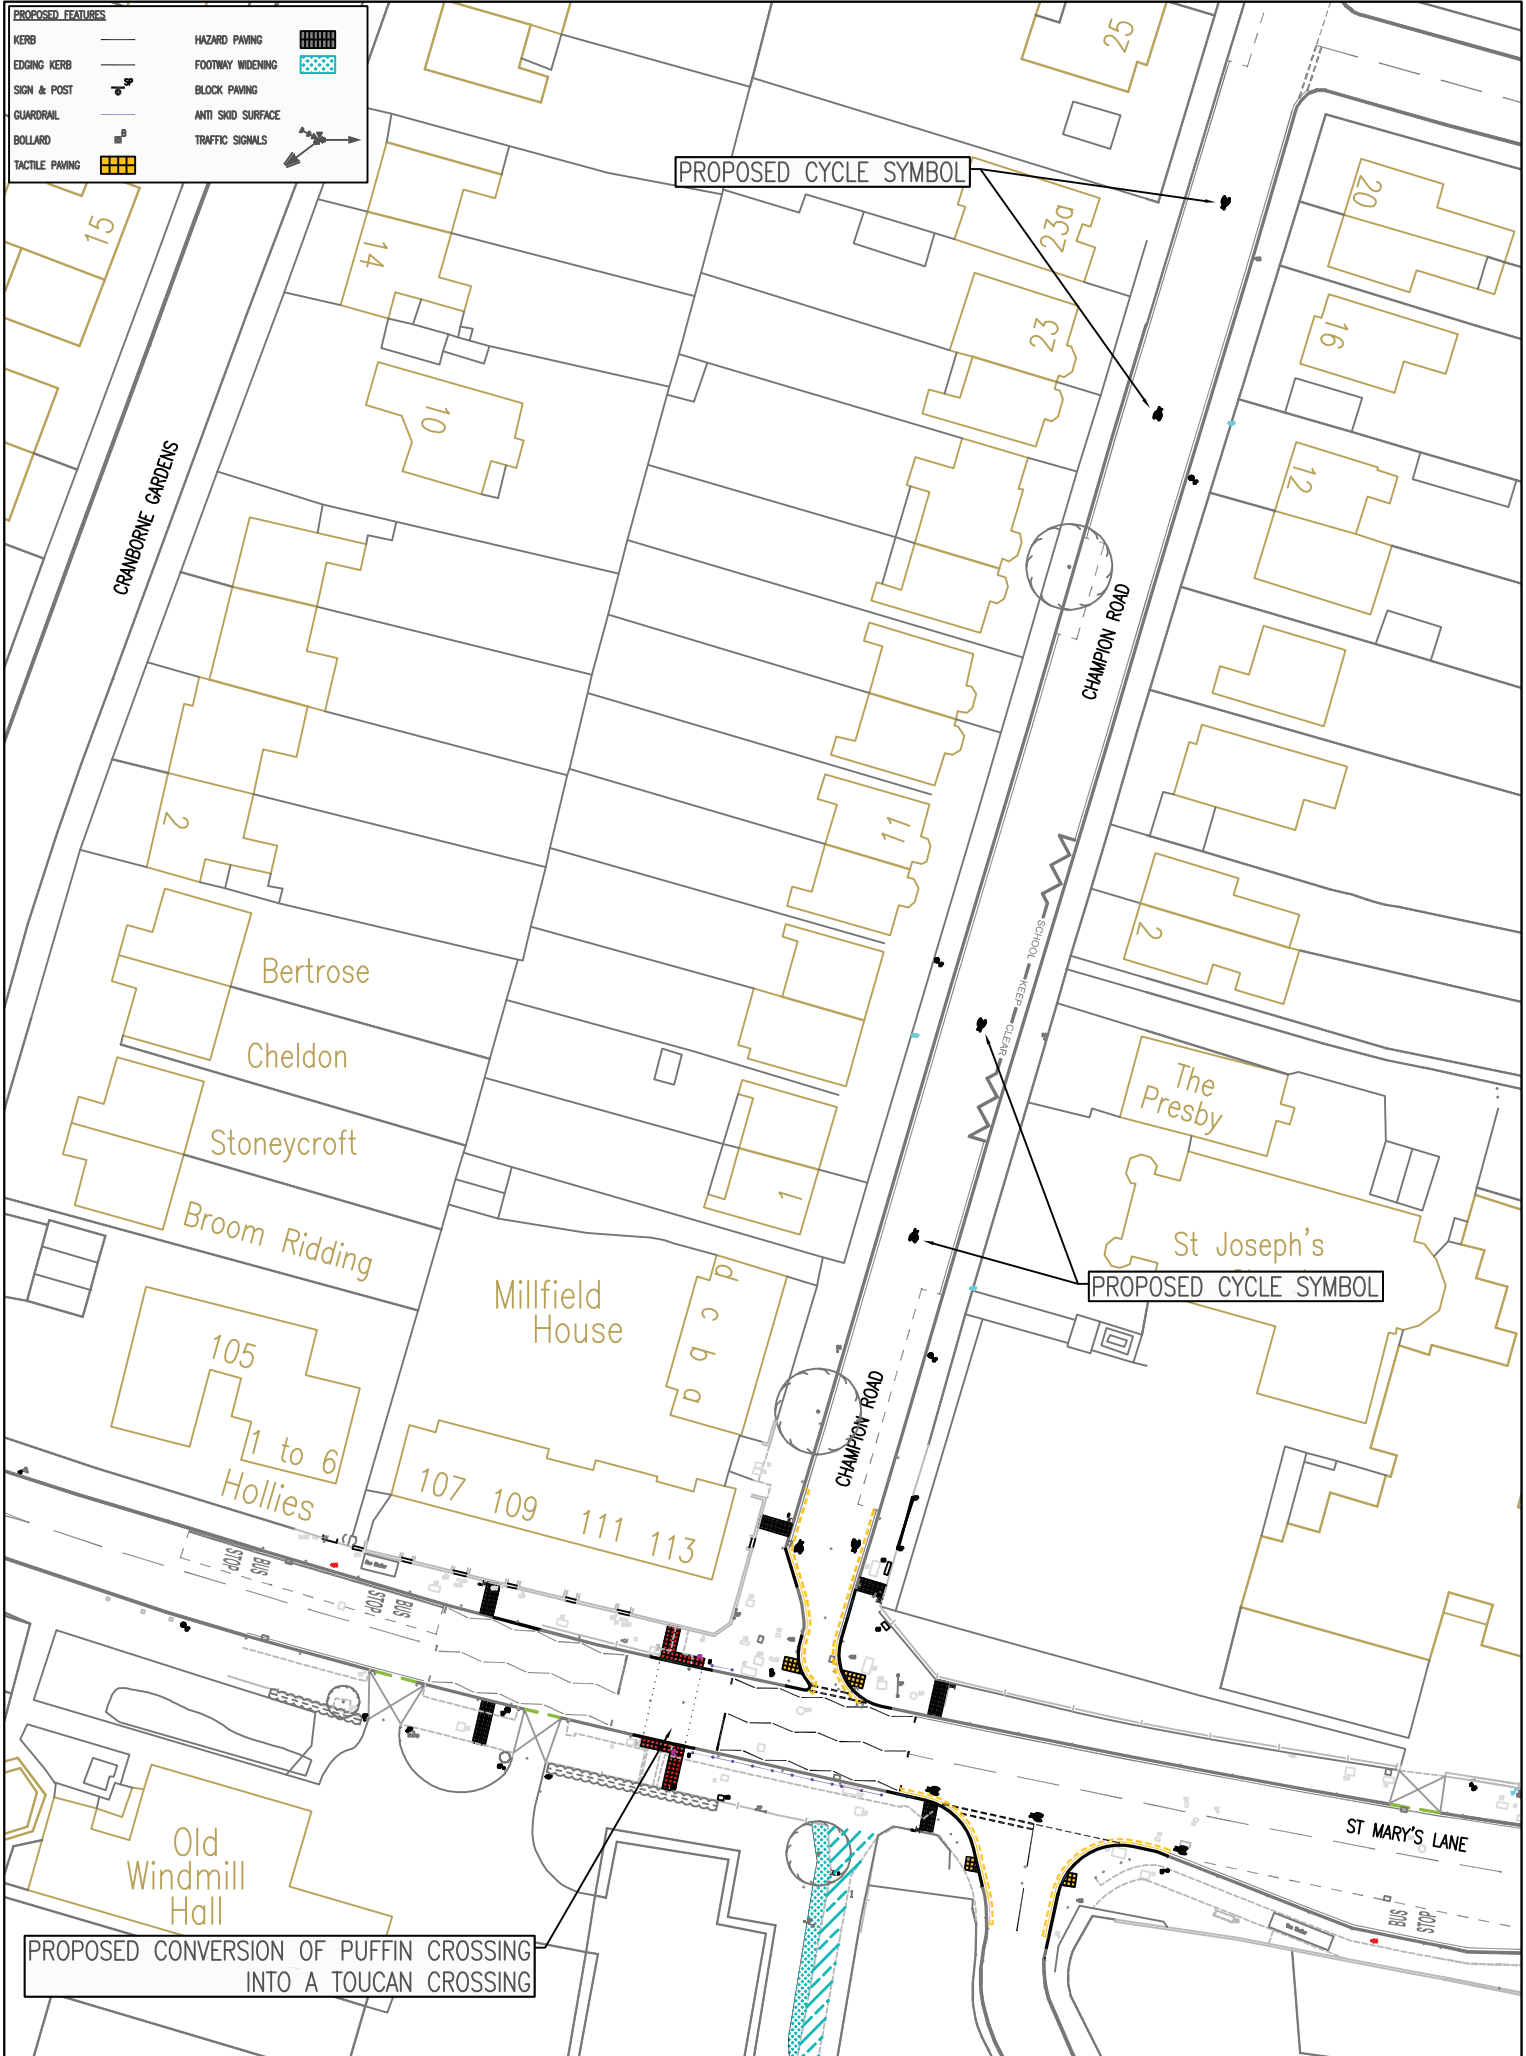 PROPOSED FEATURES
KERB
EDGING KERB
SIGN & POST
SP
GUARDRAIL
BOLLARD
B
TACTILE PAVING
HAZARD PAVING
FOOTWAY WIDENING
BLOCK PAVING
ANTI SKID SURFACE
TRAFFIC SIGNALS
25
PROPOSED CYCLE SYMBOL
15
14
23a
20
23
16
10
12
CRANBORNE GARDENS
CHAMPION ROAD
2
11
2
SCHOOL KEEP CLEAR
Bertrose
Cheldon
Stoneycroft
Broom Ridding
The
Presby
1
St Joseph's
PROPOSED CYCLE SYMBOL
Millfield
House
d
c
b
a
105
1 to 6
Hollies
107 109 111 113
CHAMPION ROAD
BUS
STOP
BUS
STOP
ST MARY'S LANE
BUS
STOP
Old
Windmill
Hall
1
PROPOSED CONVERSION OF PUFFIN CROSSING
INTO A TOUCAN CROSSING